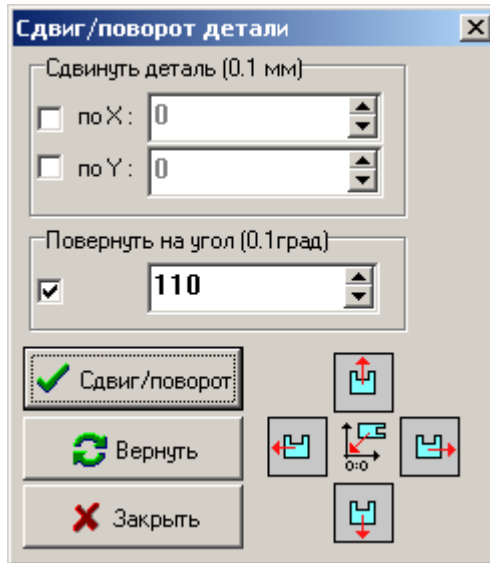 Сдвиг/поворот детали
Сдвинуть деталь (0.1 мм)
по X: 0
по Y: 0
Повернуть на угол (0.1град)
110
Сдвиг/поворот
Вернуть
0:0
Закрыть